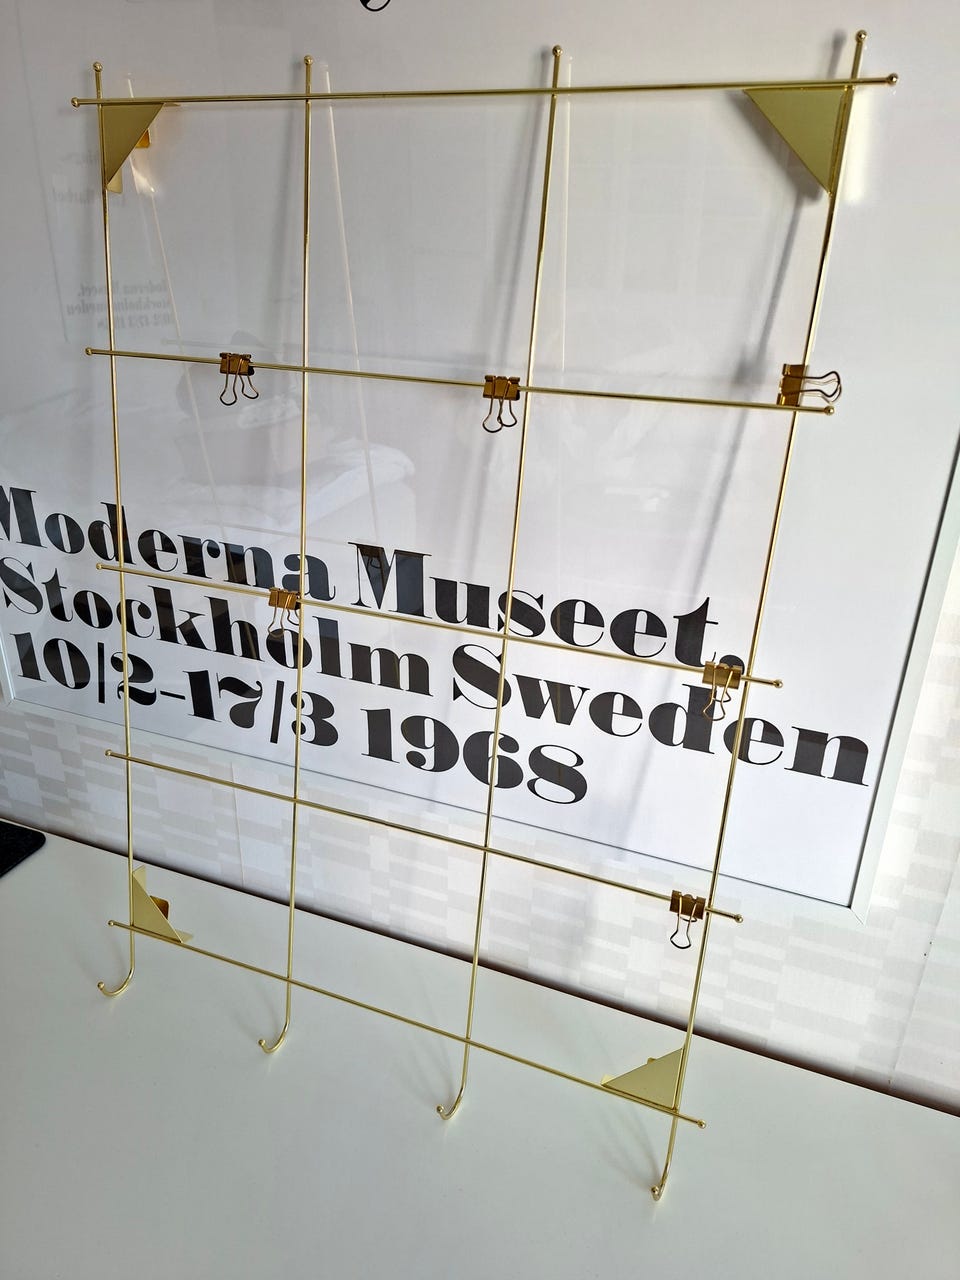 Moderna Museet.
Stockholm Sweden
10/2–17/3 1968